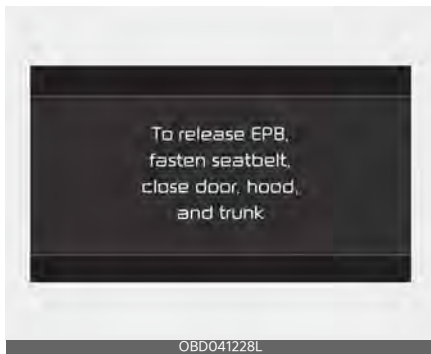 To release EPB,
fasten seatbelt,
close door, hood,
and trunk
OBD041228L